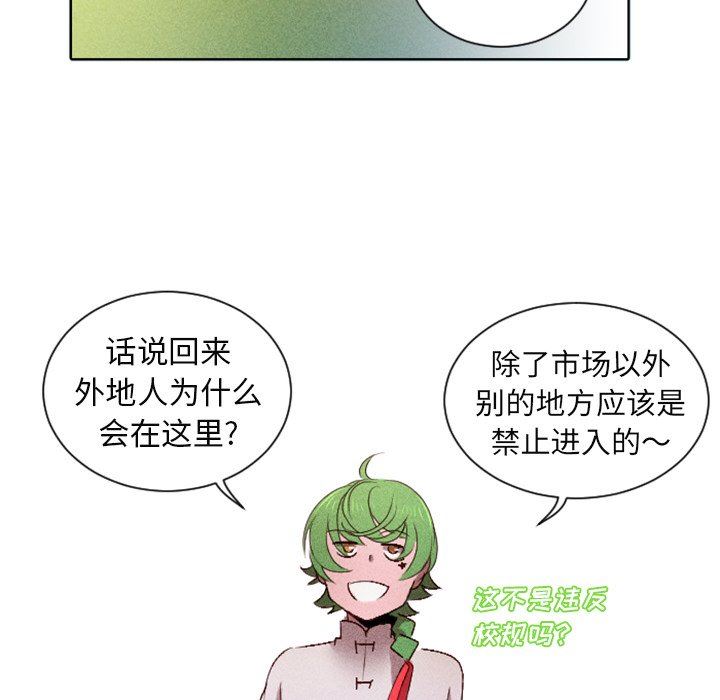 话说回来
外地人为什么
会在这里?
除了市场以外
别的地方应该是
禁止进入的～
这不是违反
校规吗?